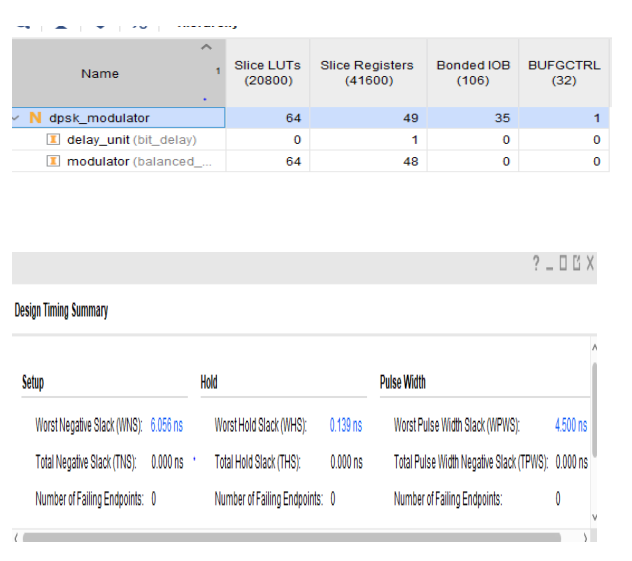 Name 1 Slice LUTs (20800) Slice Registers (41600) Bonded IOB (106) BUFGCTRL (32)
N dpsk_modulator 64 49 35 1
I delay_unit (bit_delay) 0 1 0 0
I modulator (balanced_... 64 48 0 0
? _ X
Design Timing Summary
Setup Hold Pulse Width
Worst Negative Slack (WNS): 6.056 ns Worst Hold Slack (WHS): 0.139 ns Worst Pulse Width Slack (WPWS): 4.500 ns
Total Negative Slack (TNS): 0.000 ns Total Hold Slack (THS): 0.000 ns Total Pulse Width Negative Slack (TPWS): 0.000 ns
Number of Failing Endpoints: 0 Number of Failing Endpoints: 0 Number of Failing Endpoints: 0